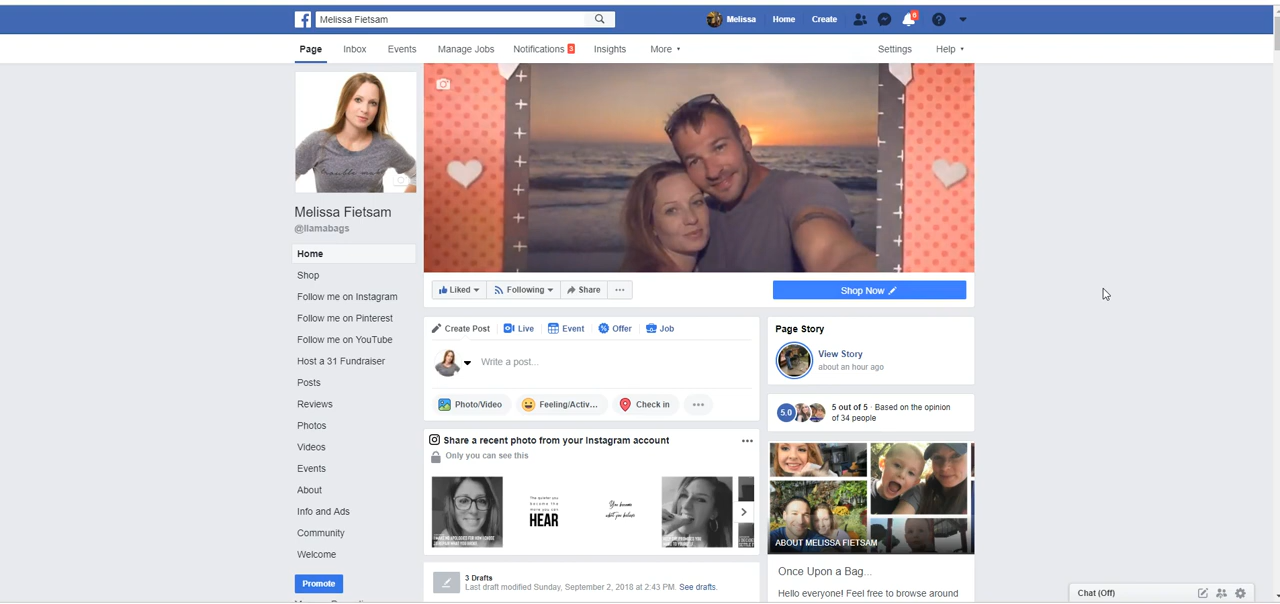 Melissa Fietsam
Melissa
Home
Create
6
Page
Inbox
Events
Manage Jobs
Notifications 3
Insights
More
Settings
Help
Melissa Fietsam
@llamabags
Home
Shop
Follow me on Instagram
Follow me on Pinterest
Follow me on YouTube
Host a 31 Fundraiser
Posts
Reviews
Photos
Videos
Events
About
Info and Ads
Community
Welcome
Promote
Liked
Following
Share
Shop Now
Create Post
Live
Event
Offer
Job
Write a post...
Photo/Video
Feeling/Activ...
Check in
Share a recent photo from your Instagram account
Only you can see this
HEAR
You become
what you believe
3 Drafts
Last draft modified Sunday, September 2, 2018 at 2:43 PM. See drafts.
Page Story
View Story
about an hour ago
5.0
5 out of 5 · Based on the opinion
of 34 people
ABOUT MELISSA FIETSAM
Once Upon a Bag...
Hello everyone! Feel free to browse around
Chat (Off)